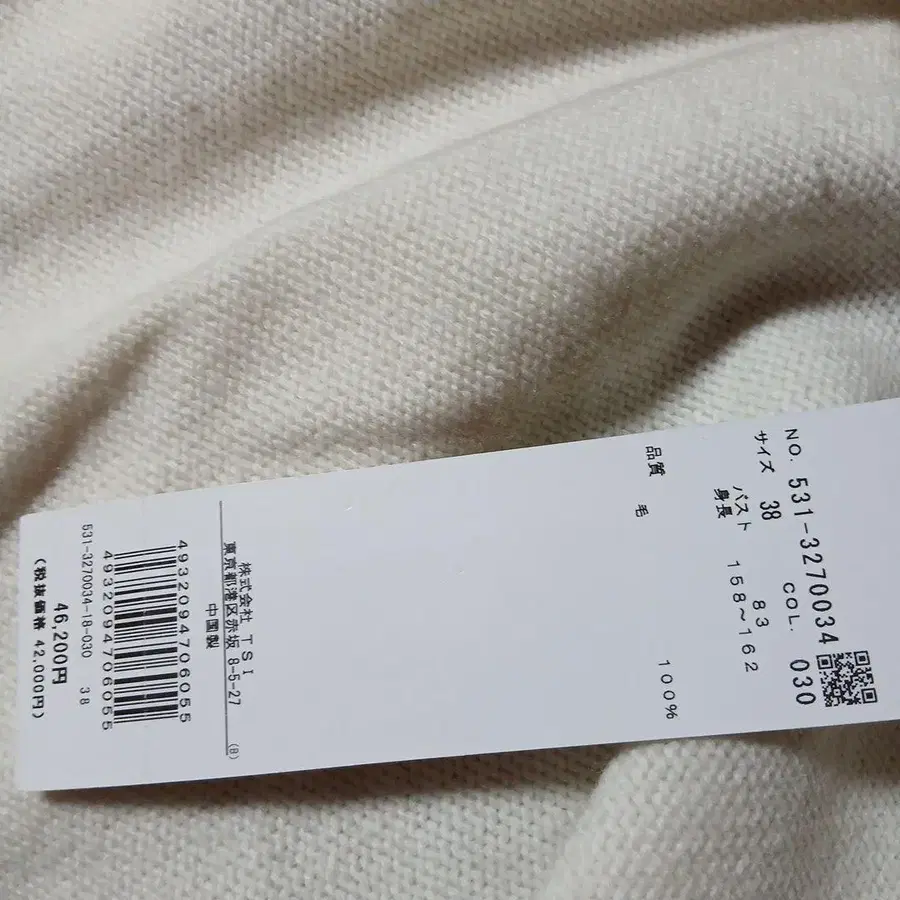 NO. 531-3270034
サイズ 38 COL. 030
バスト 83
身長 158～162
品質 毛 100%
株式会社 TSI
東京都港区赤坂 8-5-27
中国製 (B)
4932094706055
4932094706055
531-3270034-18-030 38
46,200円
(税抜価格 42,000円)